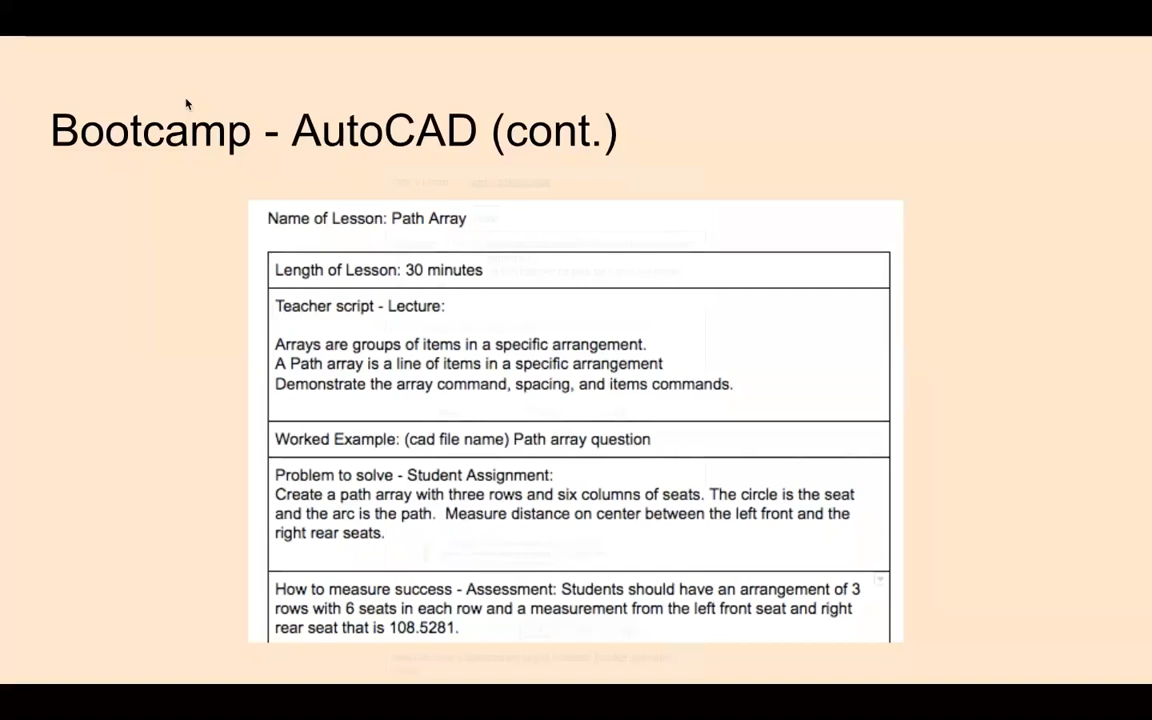 Bootcamp - AutoCAD (cont.)
Name of Lesson: Path Array
Length of Lesson: 30 minutes
Teacher script - Lecture:
Arrays are groups of items in a specific arrangement.
A Path array is a line of items in a specific arrangement
Demonstrate the array command, spacing, and items commands.
Worked Example: (cad file name) Path array question
Problem to solve - Student Assignment:
Create a path array with three rows and six columns of seats. The circle is the seat
and the arc is the path.  Measure distance on center between the left front and the
right rear seats.
How to measure success - Assessment: Students should have an arrangement of 3
rows with 6 seats in each row and a measurement from the left front seat and right
rear seat that is 108.5281.